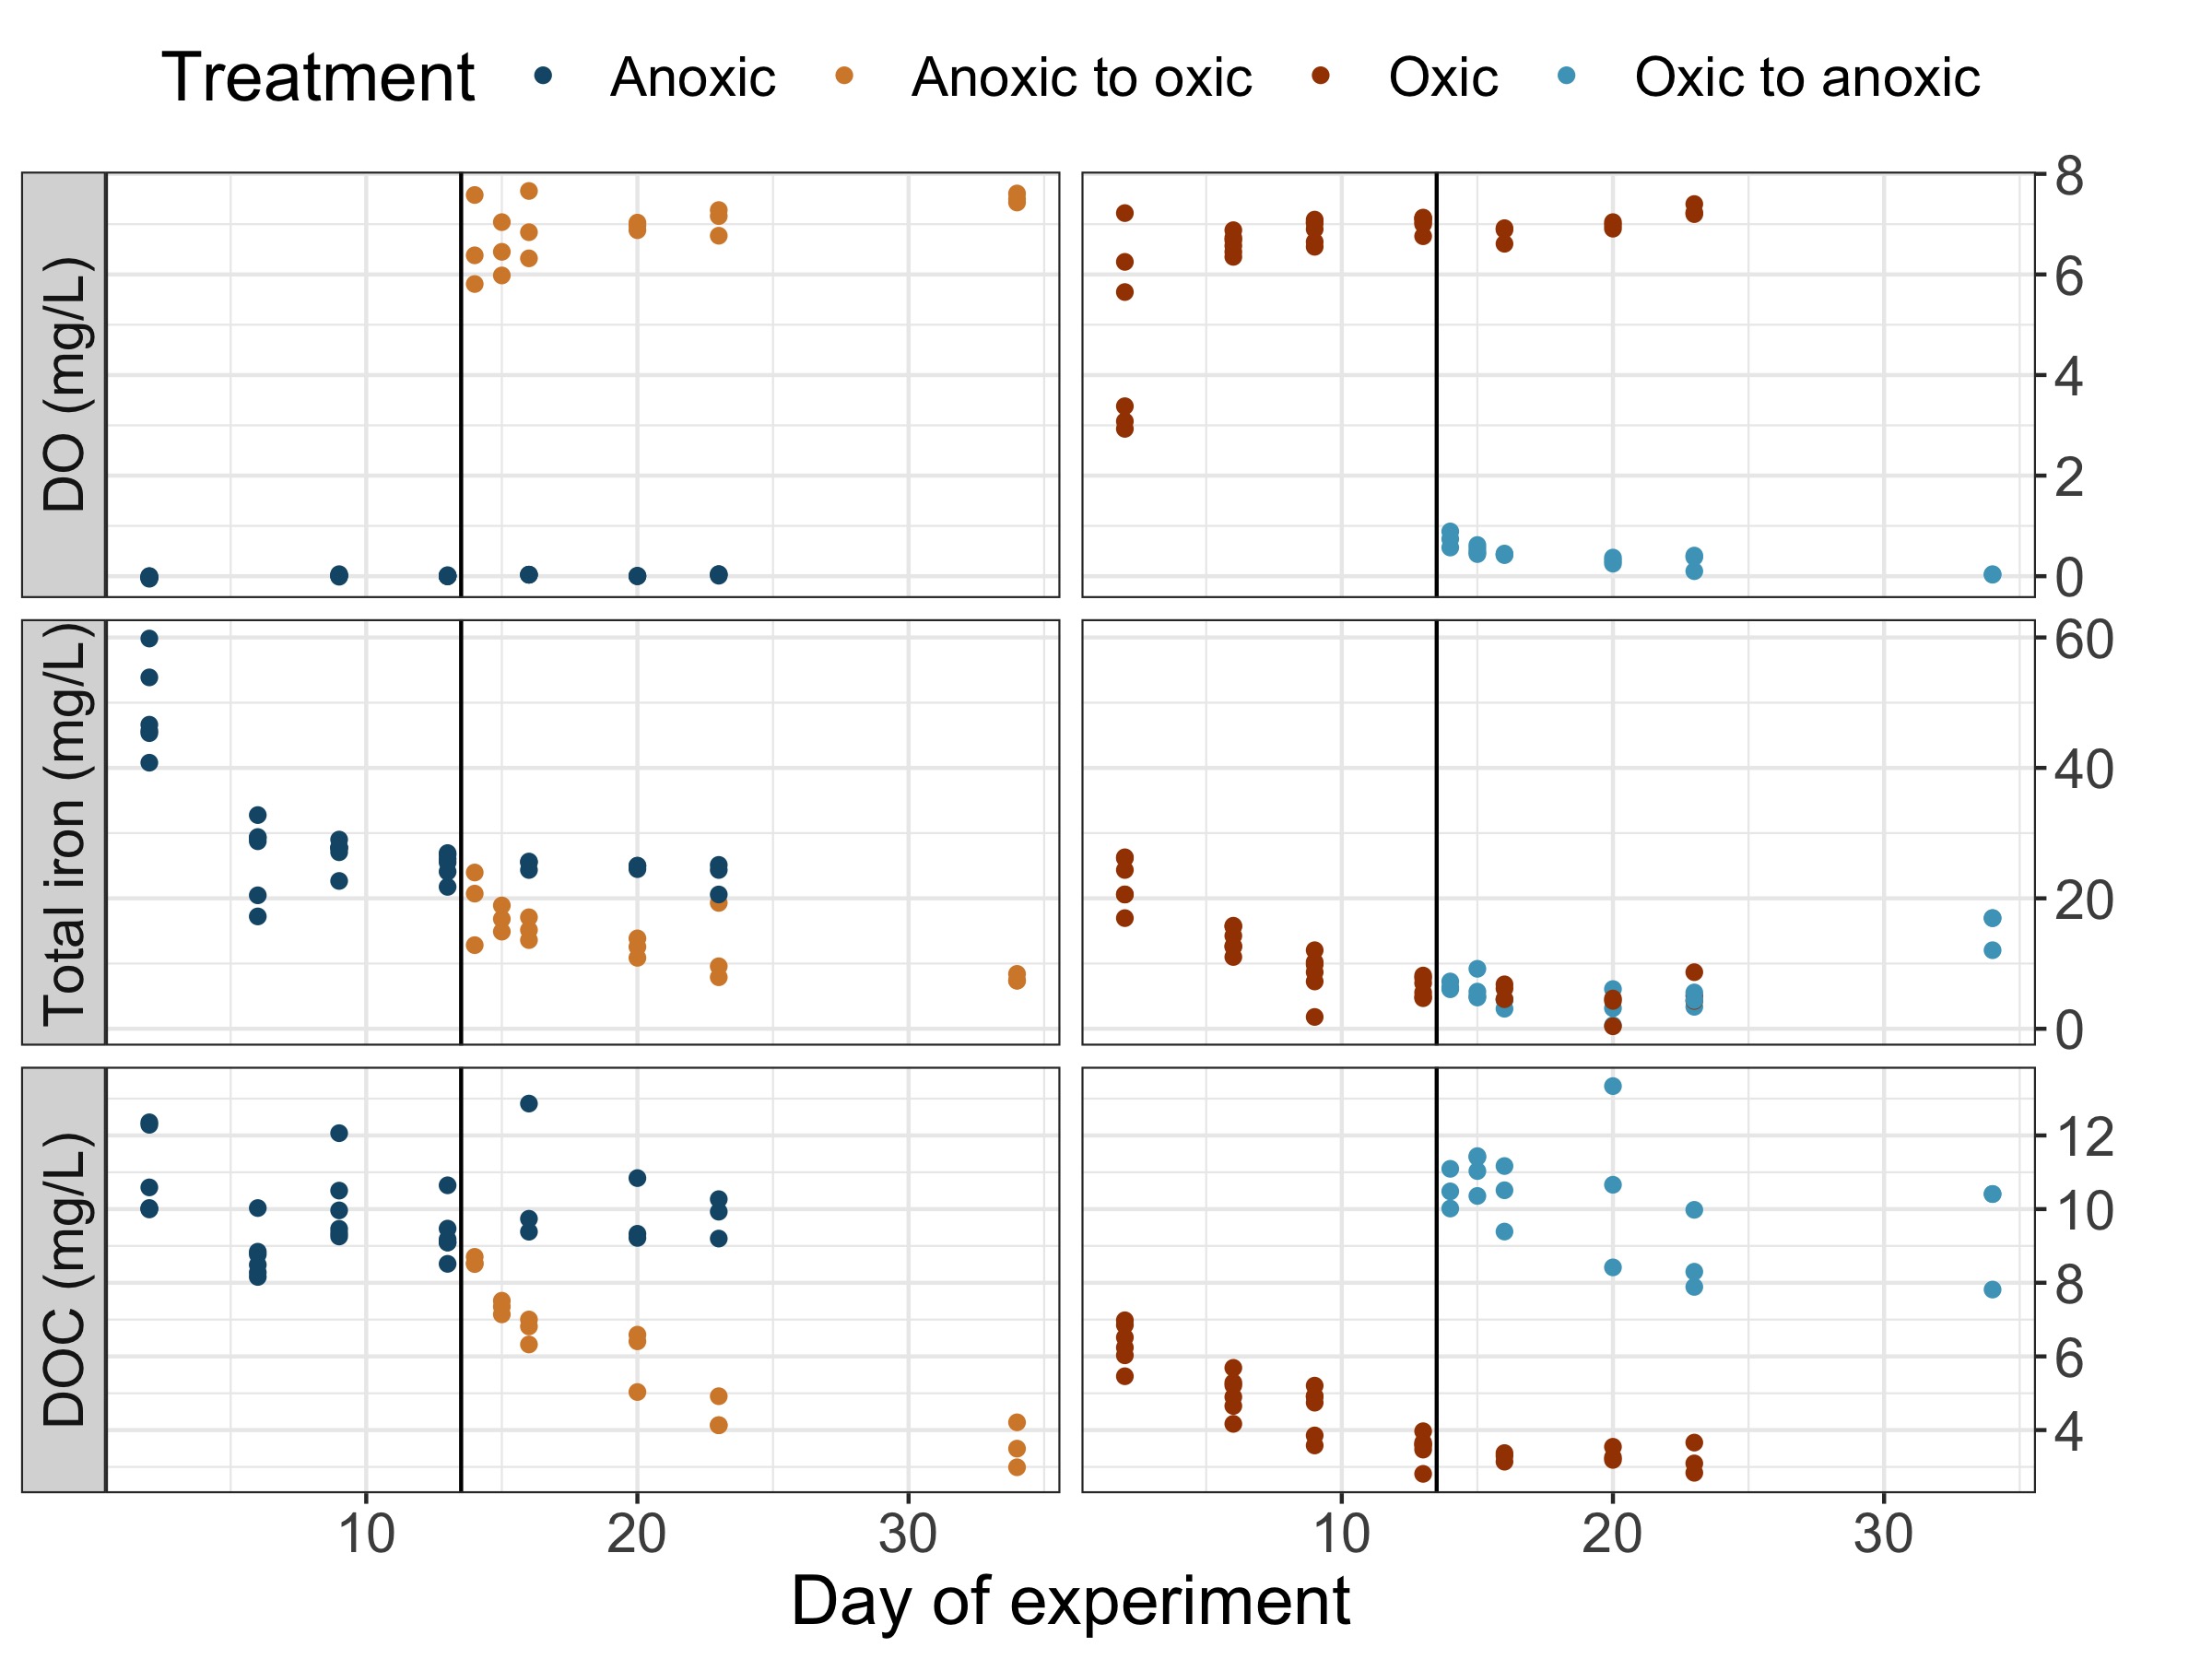 Treatment Anoxic Anoxic to oxic Oxic Oxic to anoxic
DO (mg/L)
8
6
4
2
0
Total iron (mg/L)
60
40
20
0
DOC (mg/L)
12
10
8
6
4
10 20 30 10 20 30
Day of experiment